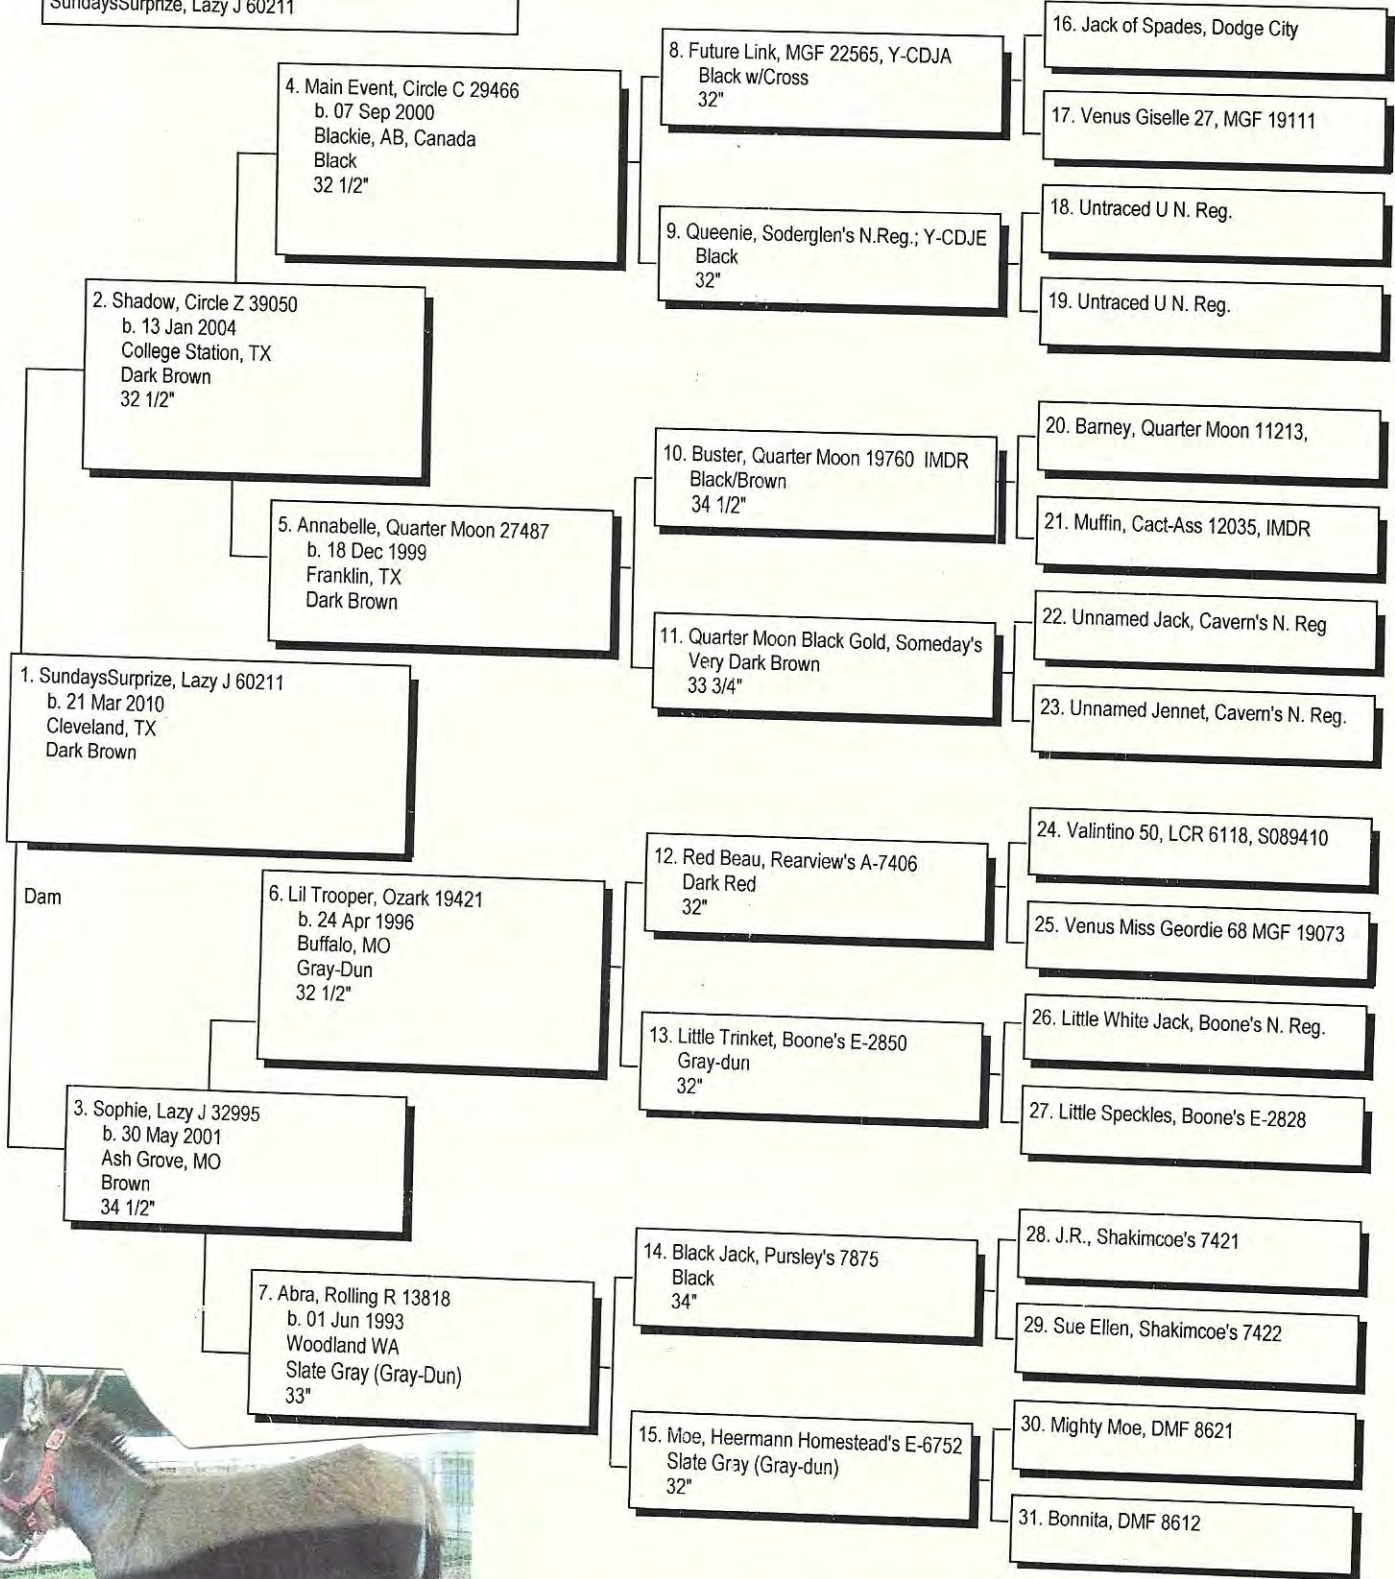 SundaysSurprize, Lazy J 60211
16. Jack of Spades, Dodge City
8. Future Link, MGF 22565, Y-CDJA
Black w/Cross
32"
4. Main Event, Circle C 29466
b. 07 Sep 2000
Blackie, AB, Canada
Black
32 1/2"
17. Venus Giselle 27, MGF 19111
18. Untraced U N. Reg.
9. Queenie, Soderglen's N.Reg.; Y-CDJE
Black
32"
19. Untraced U N. Reg.
2. Shadow, Circle Z 39050
b. 13 Jan 2004
College Station, TX
Dark Brown
32 1/2"
20. Barney, Quarter Moon 11213,
10. Buster, Quarter Moon 19760 IMDR
Black/Brown
34 1/2"
21. Muffin, Cact-Ass 12035, IMDR
5. Annabelle, Quarter Moon 27487
b. 18 Dec 1999
Franklin, TX
Dark Brown
22. Unnamed Jack, Cavern's N. Reg
11. Quarter Moon Black Gold, Someday's
Very Dark Brown
33 3/4"
23. Unnamed Jennet, Cavern's N. Reg.
1. SundaysSurprize, Lazy J 60211
b. 21 Mar 2010
Cleveland, TX
Dark Brown
24. Valintino 50, LCR 6118, S089410
12. Red Beau, Rearview's A-7406
Dark Red
32"
25. Venus Miss Geordie 68 MGF 19073
Dam
6. Lil Trooper, Ozark 19421
b. 24 Apr 1996
Buffalo, MO
Gray-Dun
32 1/2"
26. Little White Jack, Boone's N. Reg.
13. Little Trinket, Boone's E-2850
Gray-dun
32"
27. Little Speckles, Boone's E-2828
3. Sophie, Lazy J 32995
b. 30 May 2001
Ash Grove, MO
Brown
34 1/2"
28. J.R., Shakimcoe's 7421
14. Black Jack, Pursley's 7875
Black
34"
29. Sue Ellen, Shakimcoe's 7422
7. Abra, Rolling R 13818
b. 01 Jun 1993
Woodland WA
Slate Gray (Gray-Dun)
33"
30. Mighty Moe, DMF 8621
15. Moe, Heermann Homestead's E-6752
Slate Gray (Gray-dun)
32"
31. Bonnita, DMF 8612